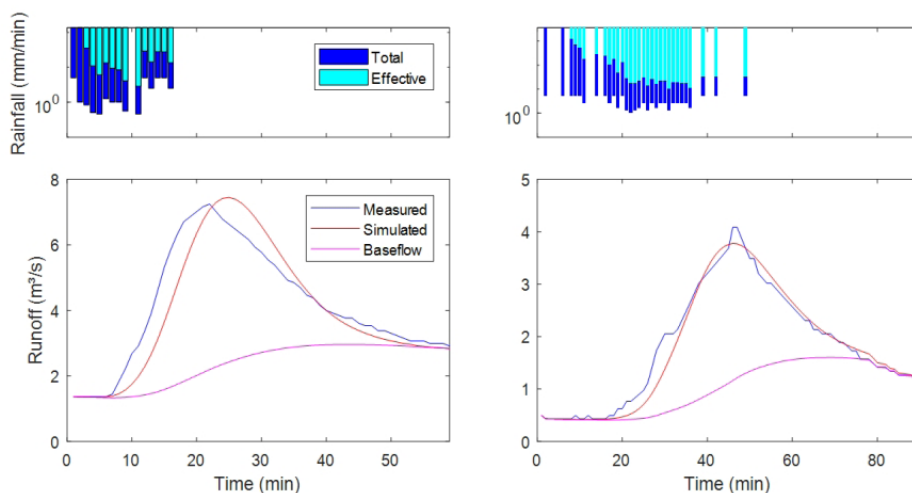 Rainfall (mm/min)
10⁰
Total
Effective
10⁰
Runoff (m³/s)
8
6
4
2
0
Measured
Simulated
Baseflow
0 10 20 30 40 50
Time (min)
5
4
3
2
1
0
0 20 40 60 80
Time (min)